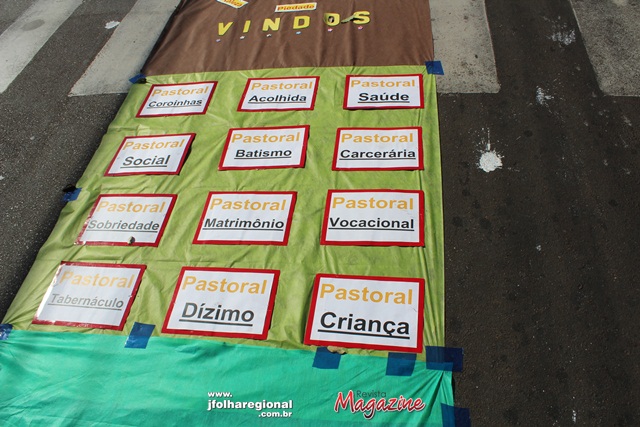 Piedade
VINDOS
Pastoral
Coroinhas
Pastoral
Acolhida
Pastoral
Saúde
Pastoral
Social
Pastoral
Batismo
Pastoral
Carcerária
Pastoral
Sobriedade
Pastoral
Matrimônio
Pastoral
Vocacional
Pastoral
Tabernáculo
Pastoral
Dízimo
Pastoral
Criança
www.
jfolharegional
.com.br
Revista
Magazine